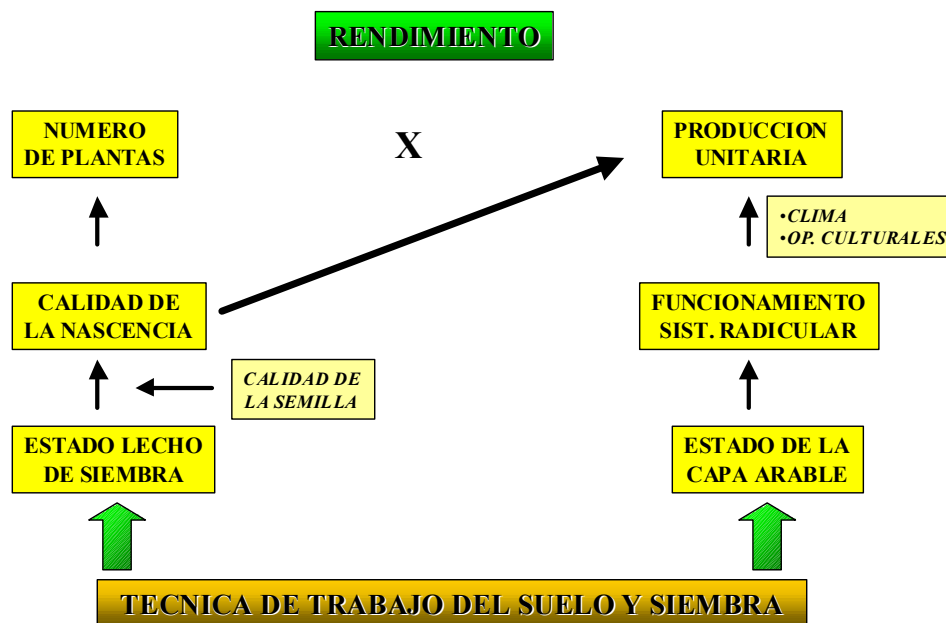 RENDIMIENTO
NUMERO
DE PLANTAS
X
PRODUCCION
UNITARIA
•CLIMA
•OP. CULTURALES
CALIDAD DE
LA NASCENCIA
FUNCIONAMIENTO
SIST. RADICULAR
CALIDAD DE
LA SEMILLA
ESTADO LECHO
DE SIEMBRA
ESTADO DE LA
CAPA ARABLE
TECNICA DE TRABAJO DEL SUELO Y SIEMBRA